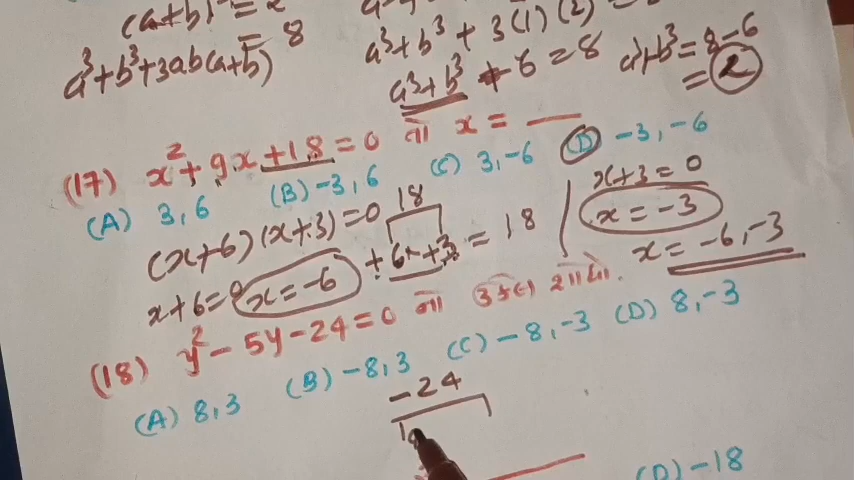 (a+b)
= 8
a³+b³+3ab(a+b)
a³+b³+3(1)(2)
a³+b³ + 6 = 8
a³+b³ = 8-6
= 2
(17) x²+9x+18=0 નો x = ___
(A) 3,6 (B) -3,6 (C) 3,-6 (D) -3,-6
(x+6)(x+3)=0
18
+6 +3 = 18
x+3=0
x=-3
x+6=0 x=-6
x=-6,-3
(18) y²-5y-24=0 નો ઉકેલ શોધો.
(A) 8,3 (B) -8,3 (C) -8,-3 (D) 8,-3
-24
(D) -18